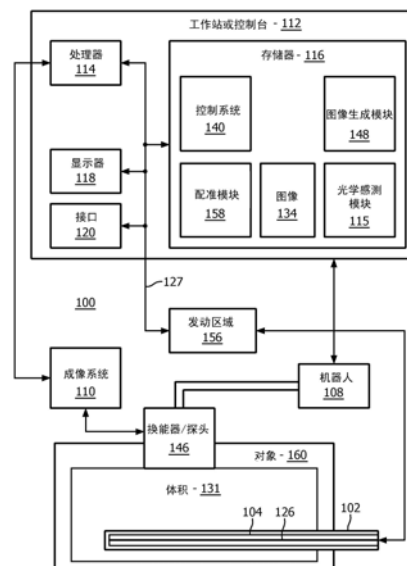 工作站或控制台 - 112
处理器
114
存储器 - 116
控制系统
140
图像生成模块
148
显示器
118
配准模块
158
图像
134
光学感测
模块
115
接口
120
127
100
发动区域
156
成像系统
110
机器人
108
换能器/探头
146
对象 - 160
体积 - 131
104
126
102